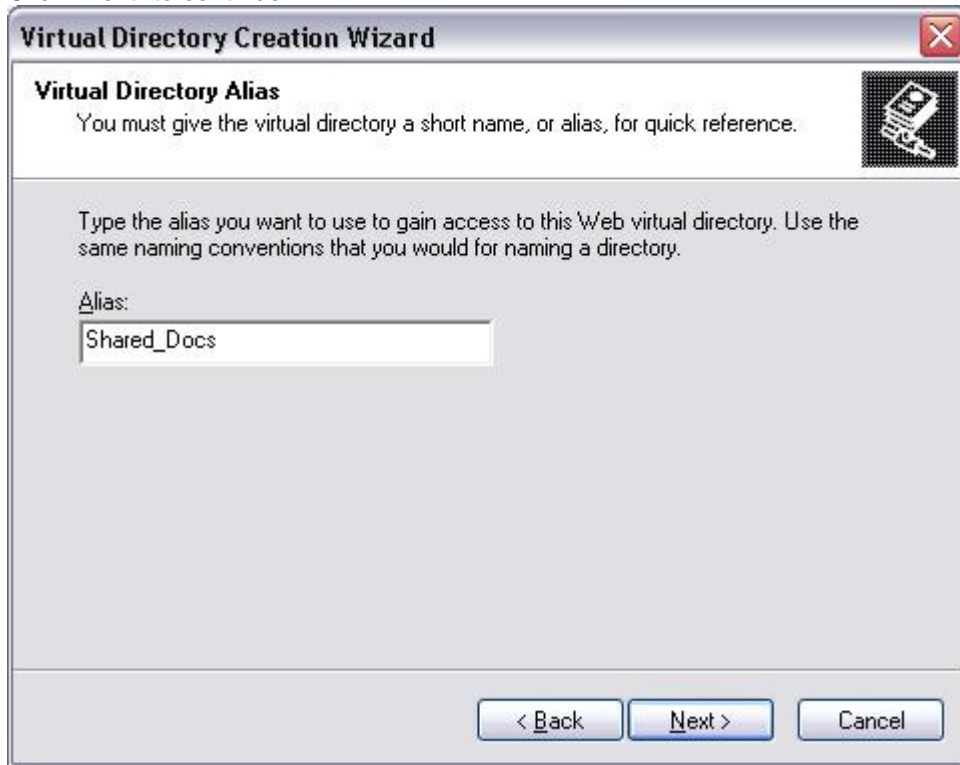 Virtual Directory Creation Wizard
Virtual Directory Alias
You must give the virtual directory a short name, or alias, for quick reference.
Type the alias you want to use to gain access to this Web virtual directory. Use the
same naming conventions that you would for naming a directory.
Alias:
Shared_Docs
< Back Next > Cancel